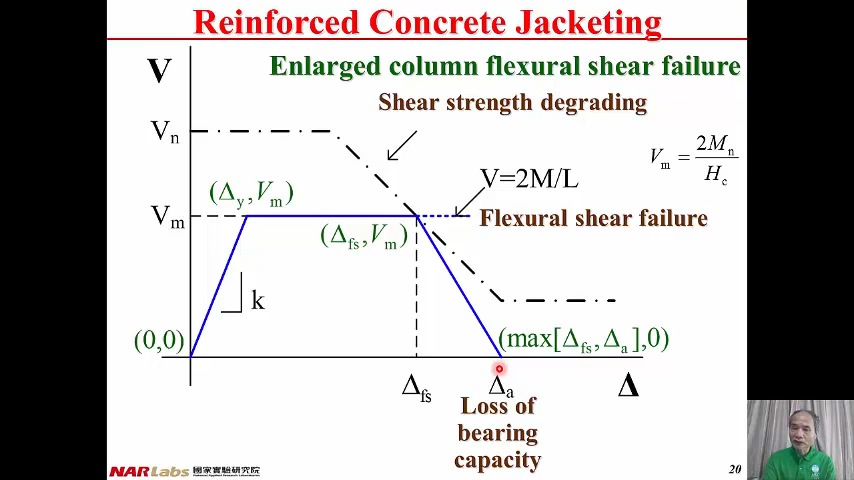 Reinforced Concrete Jacketing
V
Enlarged column flexural shear failure
Shear strength degrading
Vn
Vm = 2Mn / Hc
V=2M/L
(Δy,Vm)
Vm
Flexural shear failure
(Δfs,Vm)
k
(0,0)
(max[Δfs,Δa],0)
Δfs
Δa
Δ
Loss of
bearing
capacity
NARLabs 國家實驗研究院
20